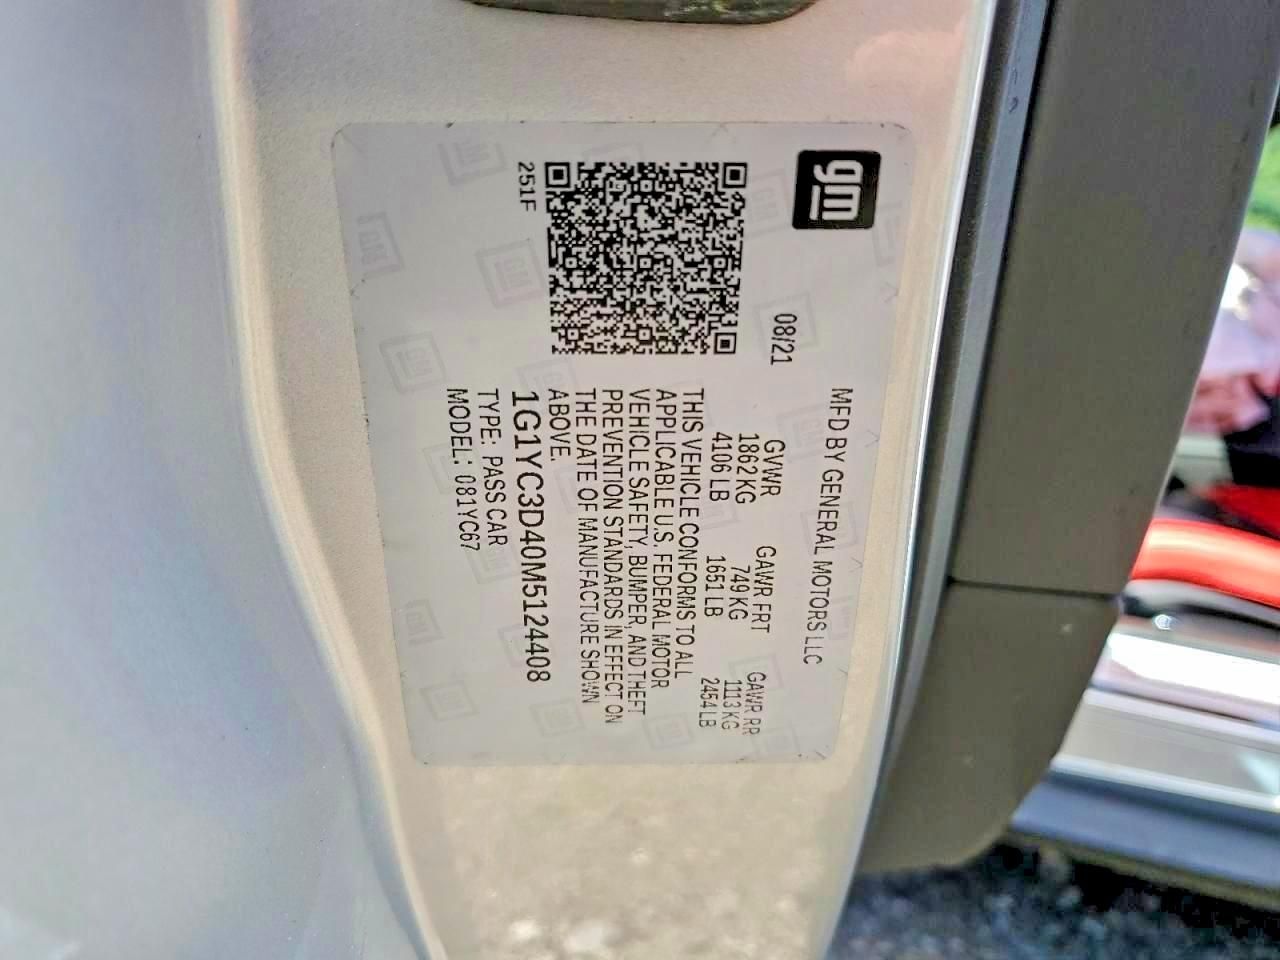 gm
MFD BY GENERAL MOTORS LLC
08/21
GVWR GAWR FRT GAWR RR
1862 KG 749 KG 1113 KG
4106 LB 1651 LB 2454 LB
THIS VEHICLE CONFORMS TO ALL
APPLICABLE U.S. FEDERAL MOTOR
VEHICLE SAFETY, BUMPER, AND THEFT
PREVENTION STANDARDS IN EFFECT ON
THE DATE OF MANUFACTURE SHOWN
ABOVE.
251F
1G1YC3D40M5124408
TYPE: PASS CAR
MODEL: 081YC67